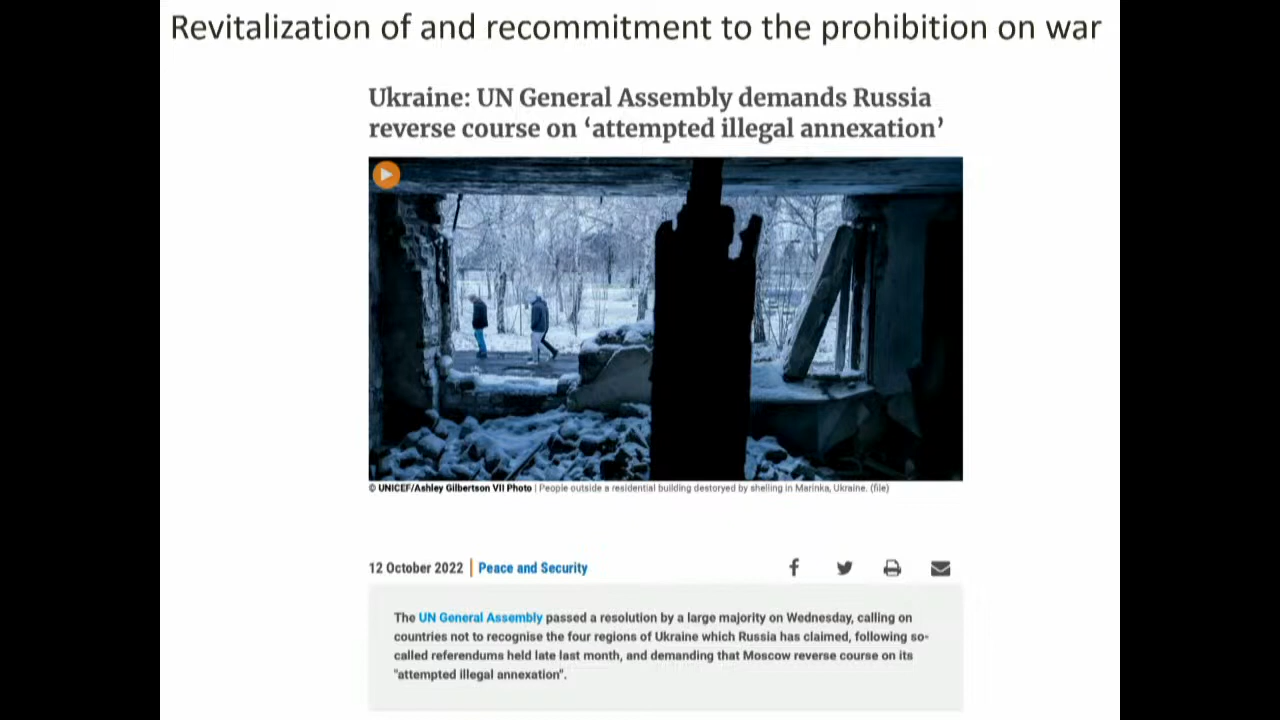 Revitalization of and recommitment to the prohibition on war
Ukraine: UN General Assembly demands Russia
reverse course on ‘attempted illegal annexation’
© UNICEF/Ashley Gilbertson VII Photo | People outside a residential building destoryed by shelling in Marinka, Ukraine. (file)
12 October 2022 | Peace and Security
The UN General Assembly passed a resolution by a large majority on Wednesday, calling on
countries not to recognise the four regions of Ukraine which Russia has claimed, following so-
called referendums held late last month, and demanding that Moscow reverse course on its
"attempted illegal annexation".